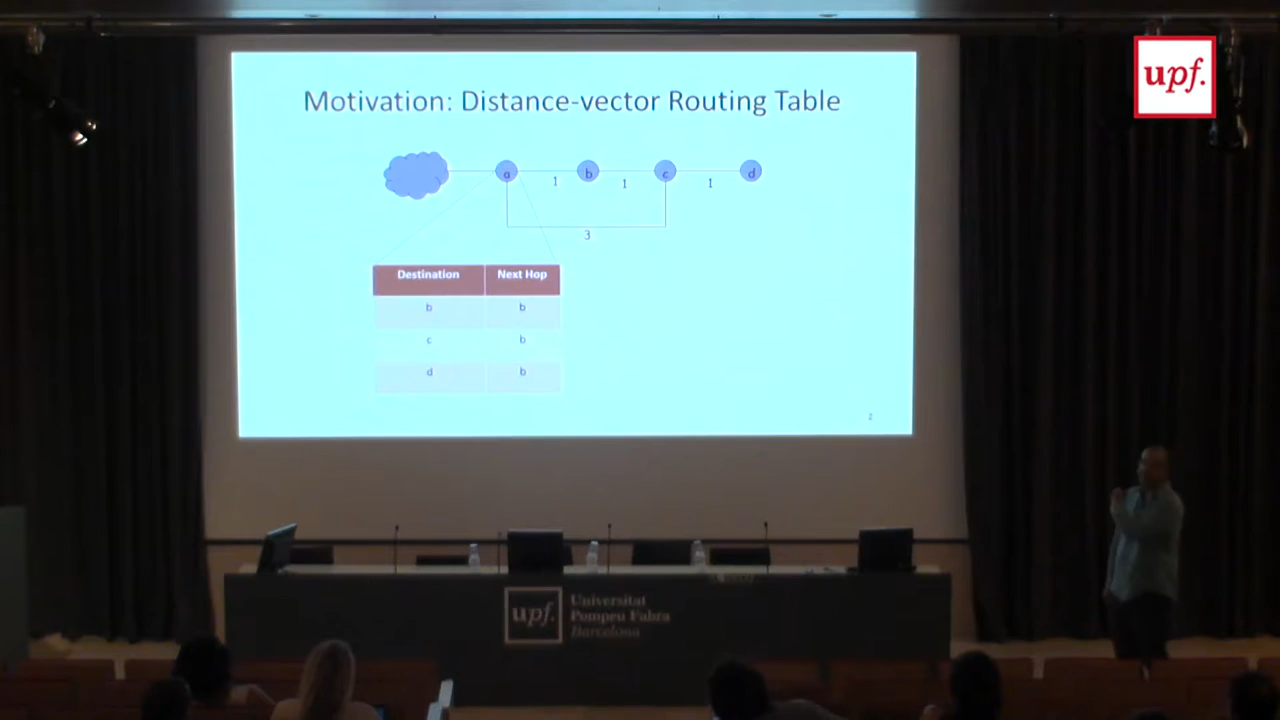 upf.
Motivation: Distance-vector Routing Table
a
b
c
d
1
1
1
3
Destination
Next Hop
b
b
c
b
d
b
2
upf.
Universitat
Pompeu Fabra
Barcelona